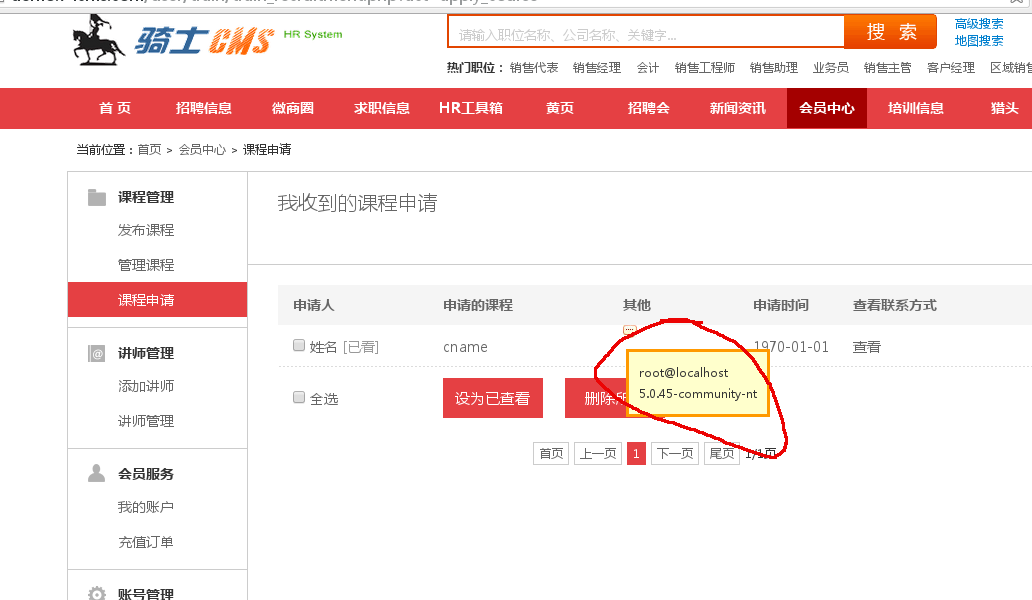 骑士CMS HR System
请输入职位名称、公司名称、关键字...
搜 索
高级搜索
地图搜索
热门职位： 销售代表 销售经理 会计 销售工程师 销售助理 业务员 销售主管 客户经理 区域销售
首 页 招聘信息 微商圈 求职信息 HR工具箱 黄页 招聘会 新闻资讯 会员中心 培训信息 猎头
当前位置：首页 > 会员中心 > 课程申请
课程管理
发布课程
管理课程
课程申请
讲师管理
添加讲师
讲师管理
会员服务
我的账户
充值订单
账号管理
我收到的课程申请
申请人 申请的课程 其他 申请时间 查看联系方式
姓名 [已看] cname 1970-01-01 查看
root@localhost
5.0.45-community-nt
全选 设为已查看 删除所
首页 上一页 1 下一页 尾页 1/1页